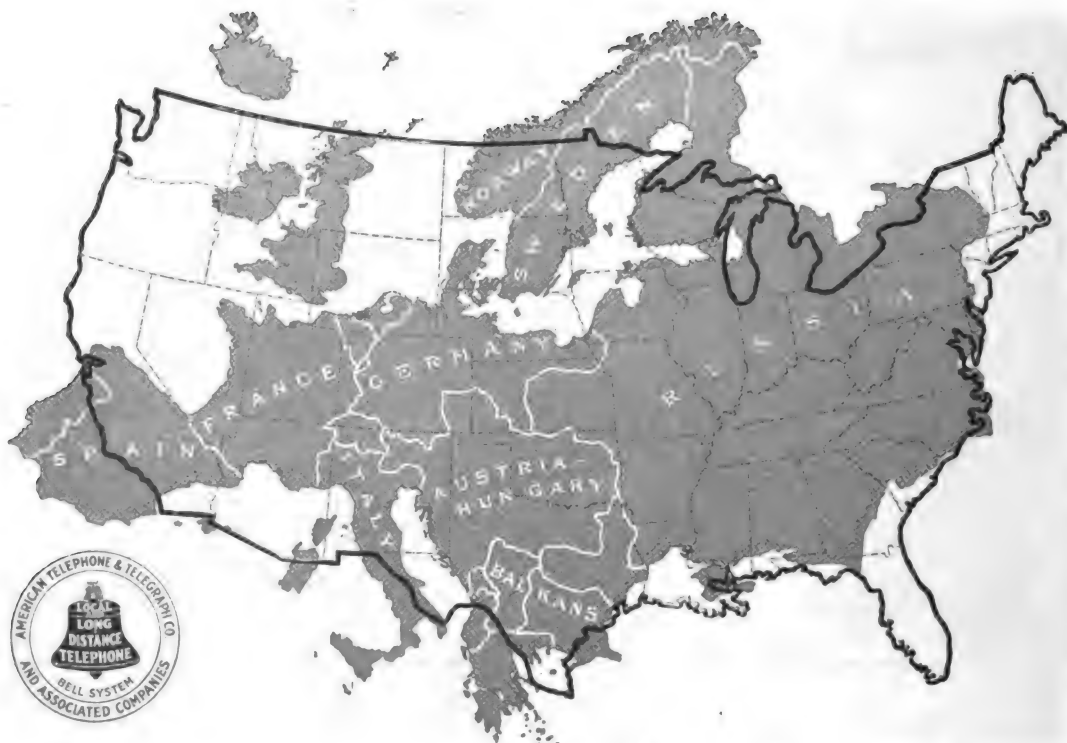 NORWAY
SWEDEN
GERMANY
FRANCE
RUSSIA
SPAIN
ITALY
AUSTRIA-
HUNGARY
BALKANS
AMERICAN TELEPHONE & TELEGRAPH CO
LOCAL
LONG
DISTANCE
TELEPHONE
BELL SYSTEM
AND ASSOCIATED COMPANIES